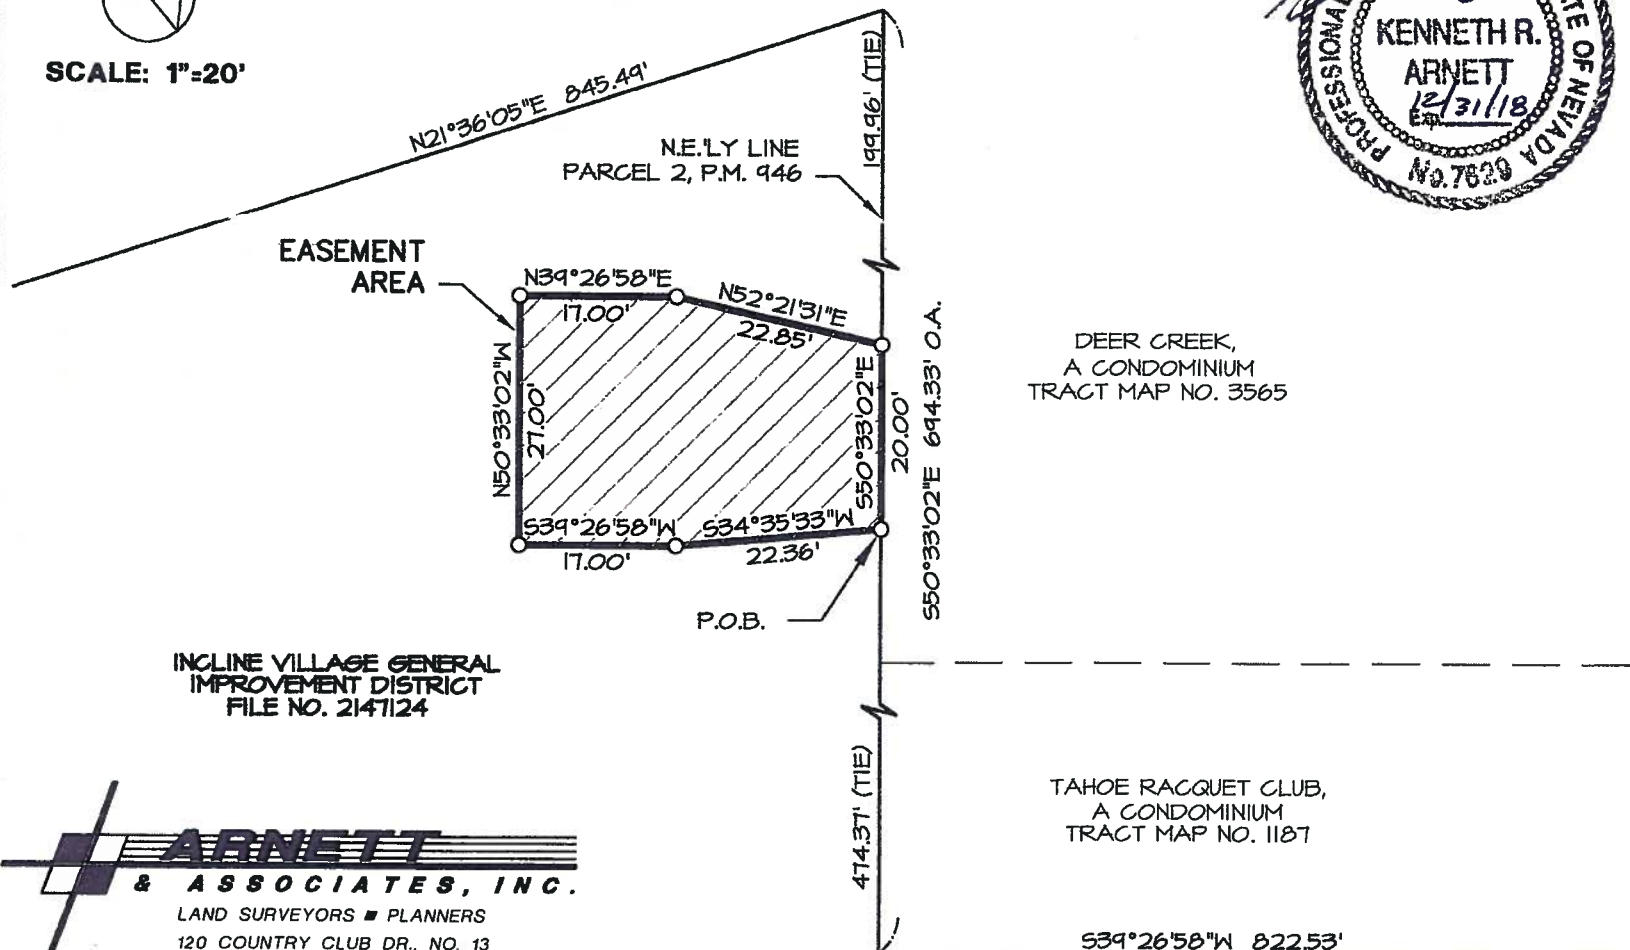 SCALE: 1"=20'
N21°36'05"E 845.49'
199.96' (TIE)
N.E.'LY LINE
PARCEL 2, P.M. 946
PROFESSIONAL
KENNETH R.
ARNETT
Exp. 12/31/18
No. 7629
EASEMENT
AREA
N39°26'58"E
17.00'
N52°21'31"E
22.85'
N50°33'02"W
27.00'
S50°33'02"E
20.00'
S50°33'02"E 694.33' O.A.
DEER CREEK,
A CONDOMINIUM
TRACT MAP NO. 3565
S39°26'58"W
17.00'
S34°35'33"W
22.36'
P.O.B.
INCLINE VILLAGE GENERAL
IMPROVEMENT DISTRICT
FILE NO. 2147124
474.37' (TIE)
TAHOE RACQUET CLUB,
A CONDOMINIUM
TRACT MAP NO. 1187
ARNETT
& ASSOCIATES, INC.
LAND SURVEYORS ■ PLANNERS
120 COUNTRY CLUB DR., NO. 13
S39°26'58"W 822.53'